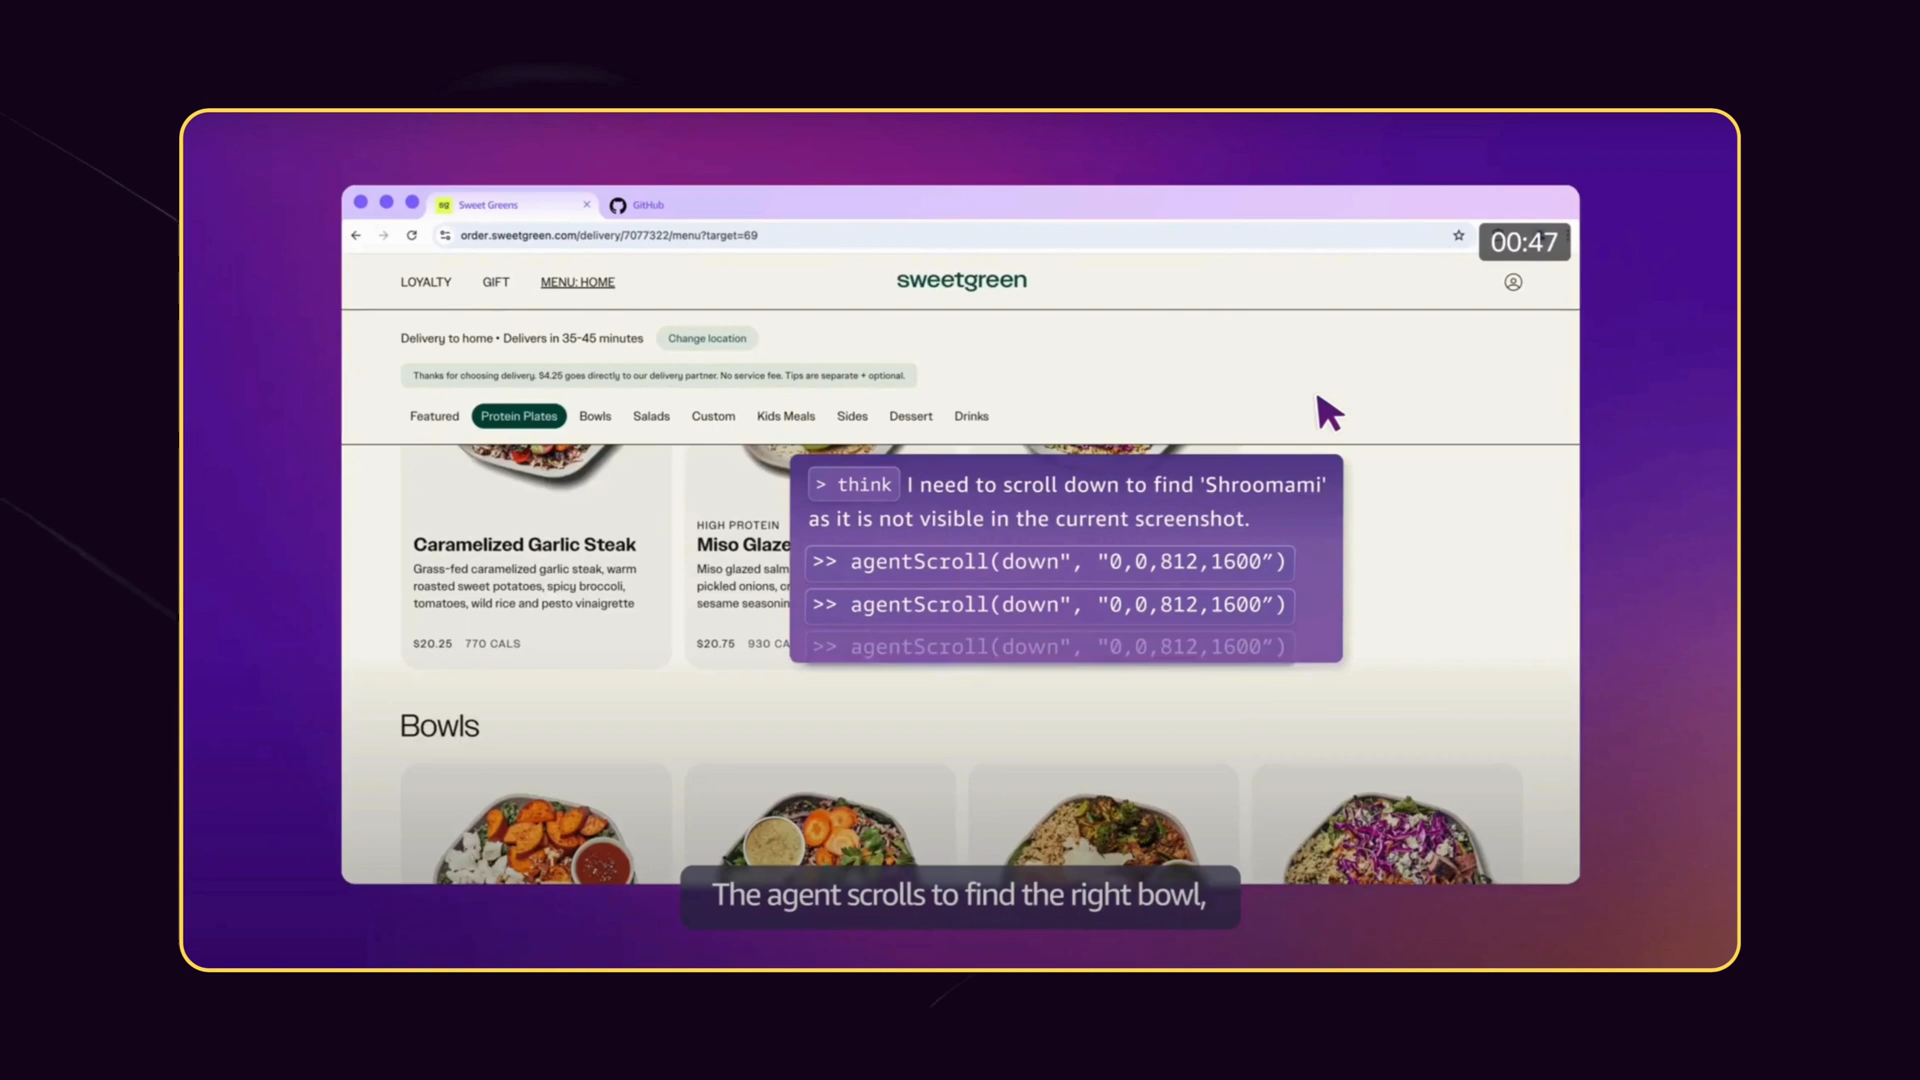 sg Sweet Greens
GitHub
order.sweetgreen.com/delivery/7077322/menu?target=69
00:47
LOYALTY GIFT MENU: HOME
sweetgreen
Delivery to home • Delivers in 35-45 minutes
Change location
Thanks for choosing delivery. $4.25 goes directly to our delivery partner. No service fee. Tips are separate + optional.
Featured Protein Plates Bowls Salads Custom Kids Meals Sides Dessert Drinks
> think I need to scroll down to find 'Shroomami'
as it is not visible in the current screenshot.
>> agentScroll(down", "0,0,812,1600")
>> agentScroll(down", "0,0,812,1600")
>> agentScroll(down", "0,0,812,1600")
Caramelized Garlic Steak
Grass-fed caramelized garlic steak, warm
roasted sweet potatoes, spicy broccoli,
tomatoes, wild rice and pesto vinaigrette
$20.25 770 CALS
HIGH PROTEIN
Miso Glaze
Miso glazed salm
pickled onions, c
sesame seasonin
$20.75 930 CA
Bowls
The agent scrolls to find the right bowl,